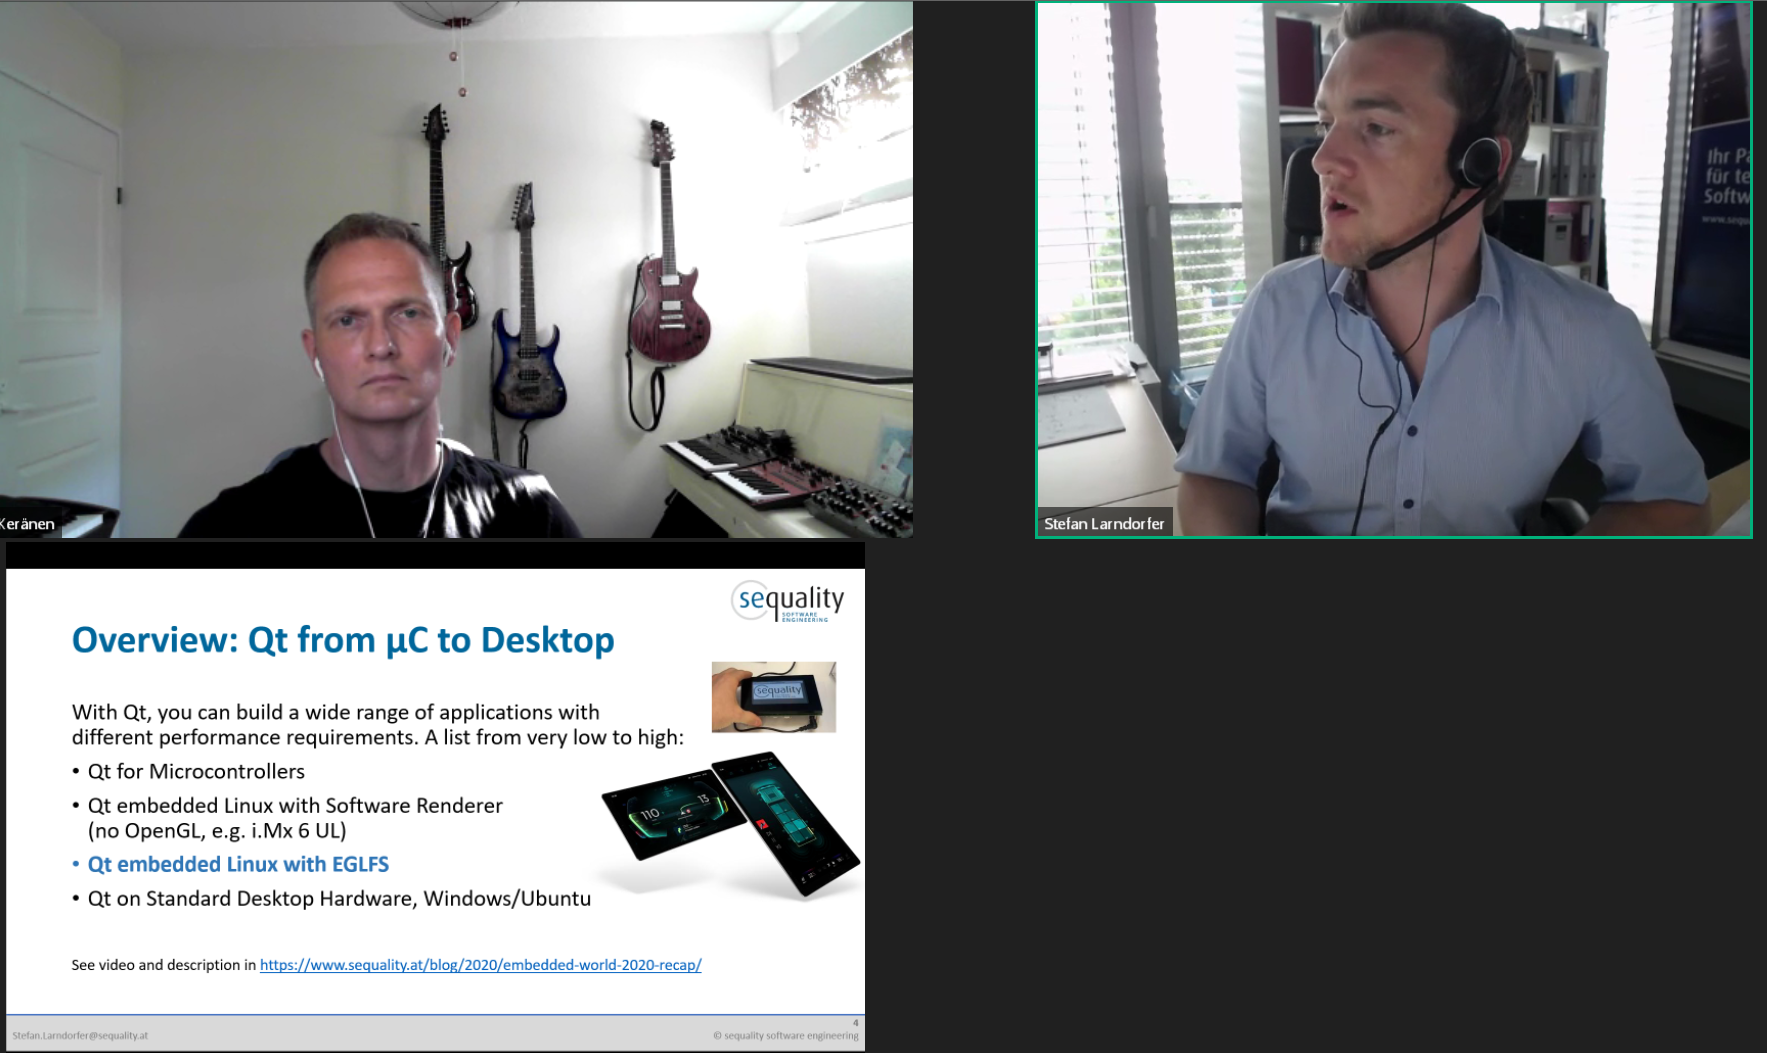 Ihr Pa
für te
Softw
www.sequ
Keränen
Stefan Larndorfer
sequality
SOFTWARE
ENGINEERING
Overview: Qt from µC to Desktop
sequality
With Qt, you can build a wide range of applications with
different performance requirements. A list from very low to high:
• Qt for Microcontrollers
• Qt embedded Linux with Software Renderer
(no OpenGL, e.g. i.Mx 6 UL)
• Qt embedded Linux with EGLFS
• Qt on Standard Desktop Hardware, Windows/Ubuntu
110
13
See video and description in https://www.sequality.at/blog/2020/embedded-world-2020-recap/
4
Stefan.Larndorfer@sequality.at
© sequality software engineering